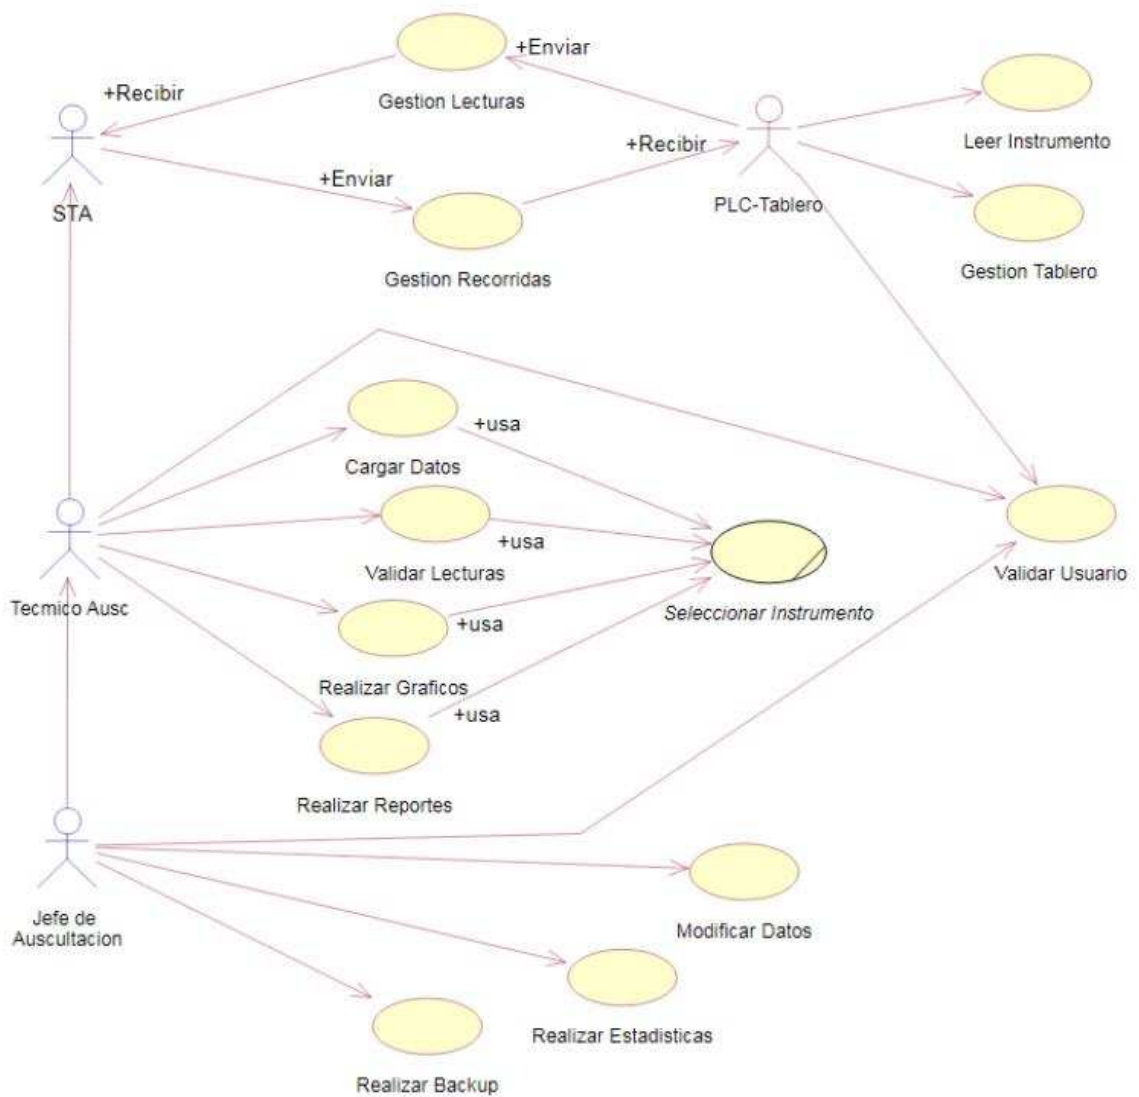 +Enviar
+Recibir
Gestion Lecturas
Leer Instrumento
+Recibir
+Enviar
STA
PLC-Tablero
Gestion Recorridas
Gestion Tablero
+usa
Cargar Datos
+usa
Validar Lecturas
Validar Usuario
Tecmico Ausc
Seleccionar Instrumento
+usa
Realizar Graficos
+usa
Realizar Reportes
Jefe de
Auscultacion
Modificar Datos
Realizar Estadisticas
Realizar Backup